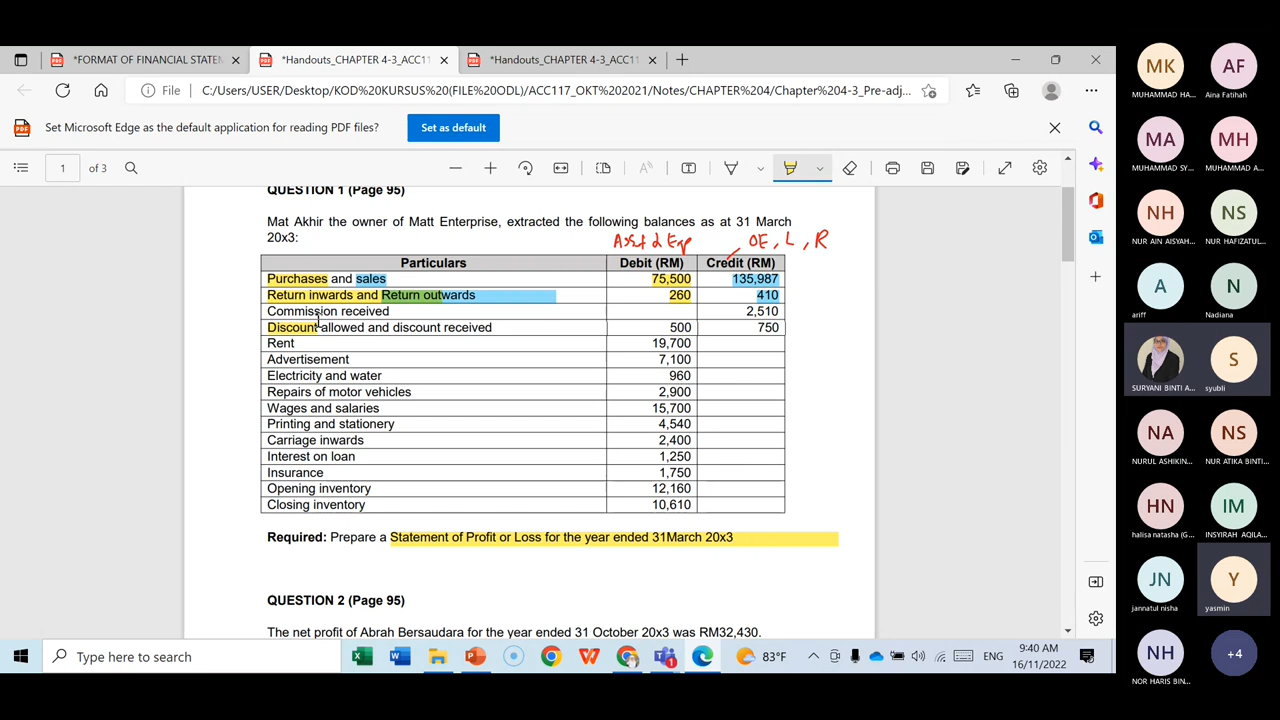 *FORMAT OF FINANCIAL STATEM
*Handouts_CHAPTER 4-3_ACC11
*Handouts_CHAPTER 4-3_ACC11
File
C:/Users/USER/Desktop/KOD%20KURSUS%20(FILE%20ODL)/ACC117_OKT%202021/Notes/CHAPTER%204/Chapter%204-3_Pre-adj...
Set Microsoft Edge as the default application for reading PDF files?
Set as default
1 of 3
QUESTION 1 (Page 95)
Mat Akhir the owner of Matt Enterprise, extracted the following balances as at 31 March
20x3:
Asset & Exp OE, L, R
Particulars Debit (RM) Credit (RM)
Purchases and sales 75,500 135,987
Return inwards and Return outwards 260 410
Commission received 2,510
Discount allowed and discount received 500 750
Rent 19,700
Advertisement 7,100
Electricity and water 960
Repairs of motor vehicles 2,900
Wages and salaries 15,700
Printing and stationery 4,540
Carriage inwards 2,400
Interest on loan 1,250
Insurance 1,750
Opening inventory 12,160
Closing inventory 10,610
Required: Prepare a Statement of Profit or Loss for the year ended 31March 20x3
QUESTION 2 (Page 95)
The net profit of Abrah Bersaudara for the year ended 31 October 20x3 was RM32,430.
Type here to search
83°F
ENG
9:40 AM
16/11/2022
MK AF
MUHAMMAD HA... Aina Fatihah
MA MH
MUHAMMAD SY... MUHAMMAD A...
NH NS
NUR AIN AISYAH... NUR HAFIZATUL...
A N
ariff Nadiana
S
SURYANI BINTI A... syubli
NA NS
NURUL ASHIKIN... NUR ATIKA BINTI...
HN IM
halisa natasha (G... INSYIRAH AQILA...
JN Y
jannatul nisha yasmin
NH +4
NOR HARIS BIN...